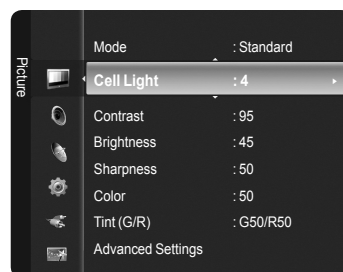 Picture
Mode : Standard
Cell Light : 4
Contrast : 95
Brightness : 45
Sharpness : 50
Color : 50
Tint (G/R) : G50/R50
Advanced Settings